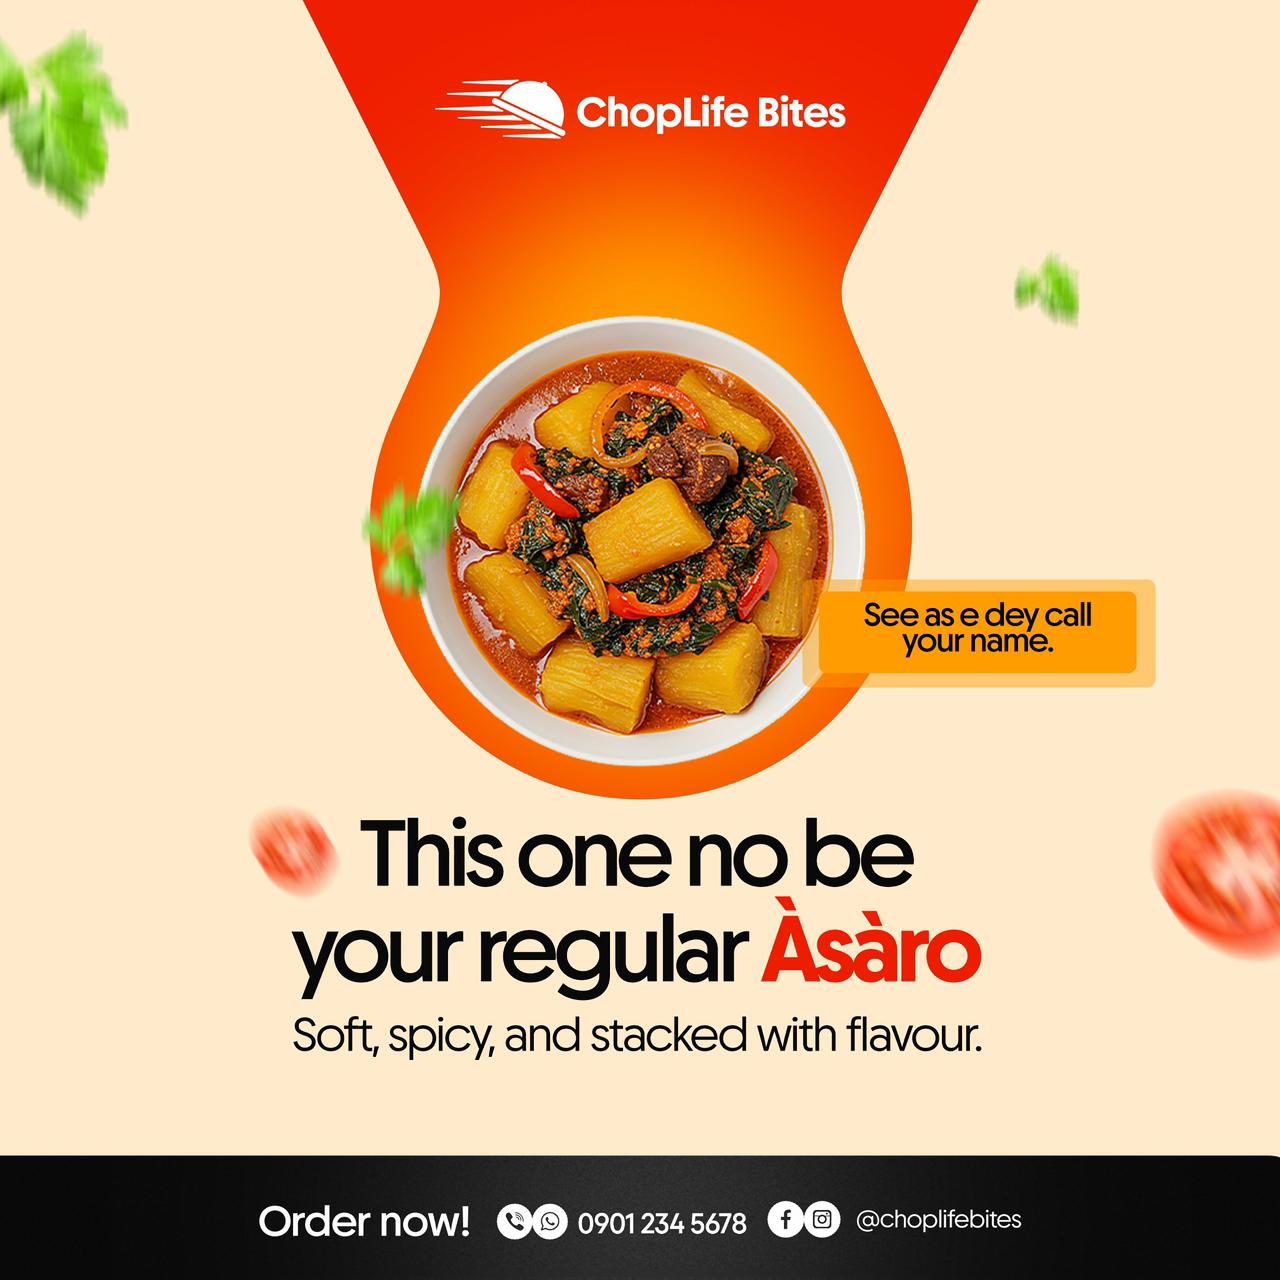 ChopLife Bites
See as e dey call
your name.
This one no be
your regular Àsàro
Soft, spicy, and stacked with flavour.
Order now! 0901 234 5678 @choplifebites